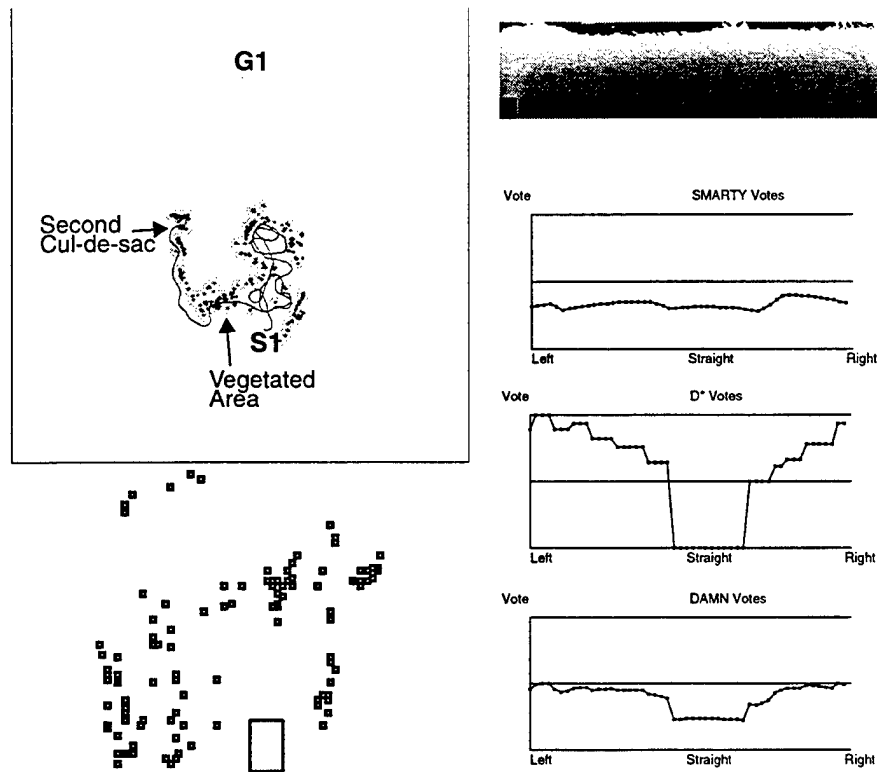 G1
Second
Cul-de-sac
S1
Vegetated
Area
Vote SMARTY Votes
Left Straight Right
Vote D* Votes
Left Straight Right
Vote DAMN Votes
Left Straight Right